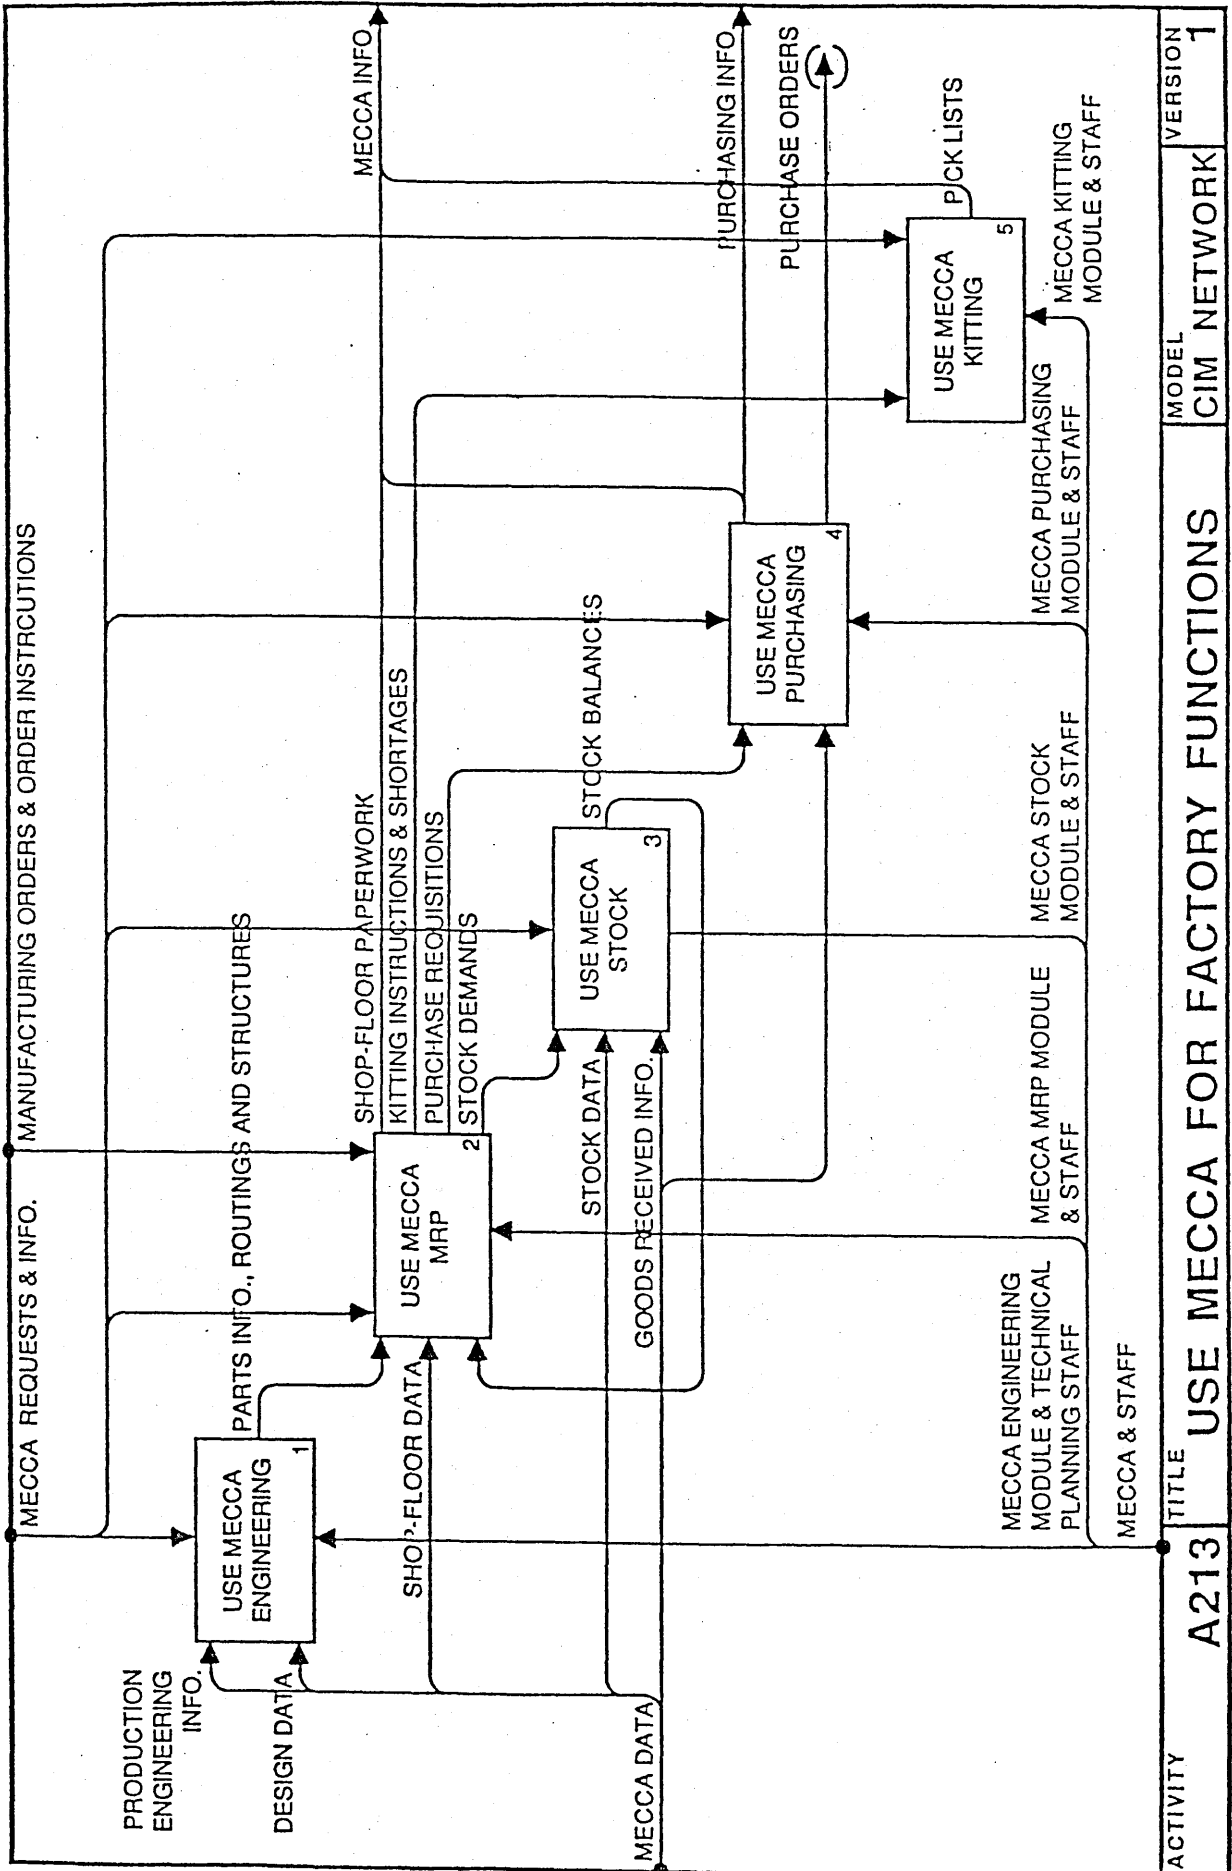 MECCA REQUESTS & INFO.
MANUFACTURING ORDERS & ORDER INSTRCUTIONS
PRODUCTION
ENGINEERING
INFO.
DESIGN DATA
USE MECCA
ENGINEERING
1
PARTS INFO., ROUTINGS AND STRUCTURES
MECCA INFO
SHOP-FLOOR PAPERWORK
KITTING INSTRUCTIONS & SHORTAGES
PURCHASE REQUISITIONS
STOCK DEMANDS
SHOP-FLOOR DATA
USE MECCA
MRP
2
STOCK DATA
GOODS RECEIVED INFO.
USE MECCA
STOCK
3
STOCK BALANCES
MECCA DATA
USE MECCA
PURCHASING
4
PURCHASING INFO
PURCHASE ORDERS
USE MECCA
KITTING
5
PICK LISTS
MECCA ENGINEERING
MODULE & TECHNICAL
PLANNING STAFF
MECCA MRP MODULE
& STAFF
MECCA STOCK
MODULE & STAFF
MECCA PURCHASING
MODULE & STAFF
MECCA KITTING
MODULE & STAFF
MECCA & STAFF
ACTIVITY
A213
TITLE
USE MECCA FOR FACTORY FUNCTIONS
MODEL
CIM NETWORK
VERSION
1